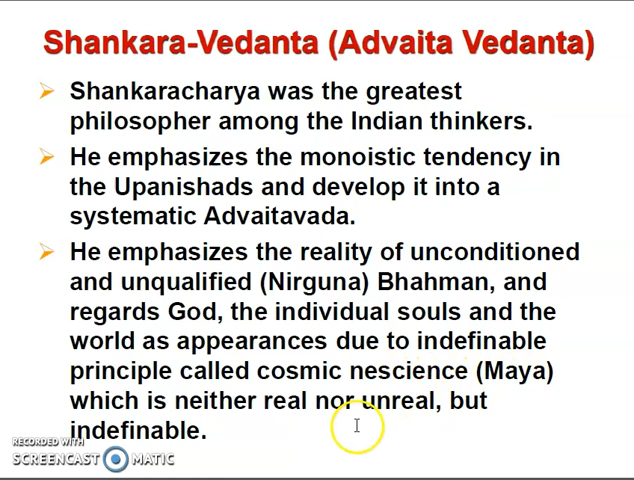 Shankara-Vedanta (Advaita Vedanta)
Shankaracharya was the greatest
philosopher among the Indian thinkers.
He emphasizes the monoistic tendency in
the Upanishads and develop it into a
systematic Advaitavada.
He emphasizes the reality of unconditioned
and unqualified (Nirguna) Bhahman, and
regards God, the individual souls and the
world as appearances due to indefinable
principle called cosmic nescience (Maya)
which is neither real nor unreal, but
indefinable.
RECORDED WITH
SCREENCAST MATIC